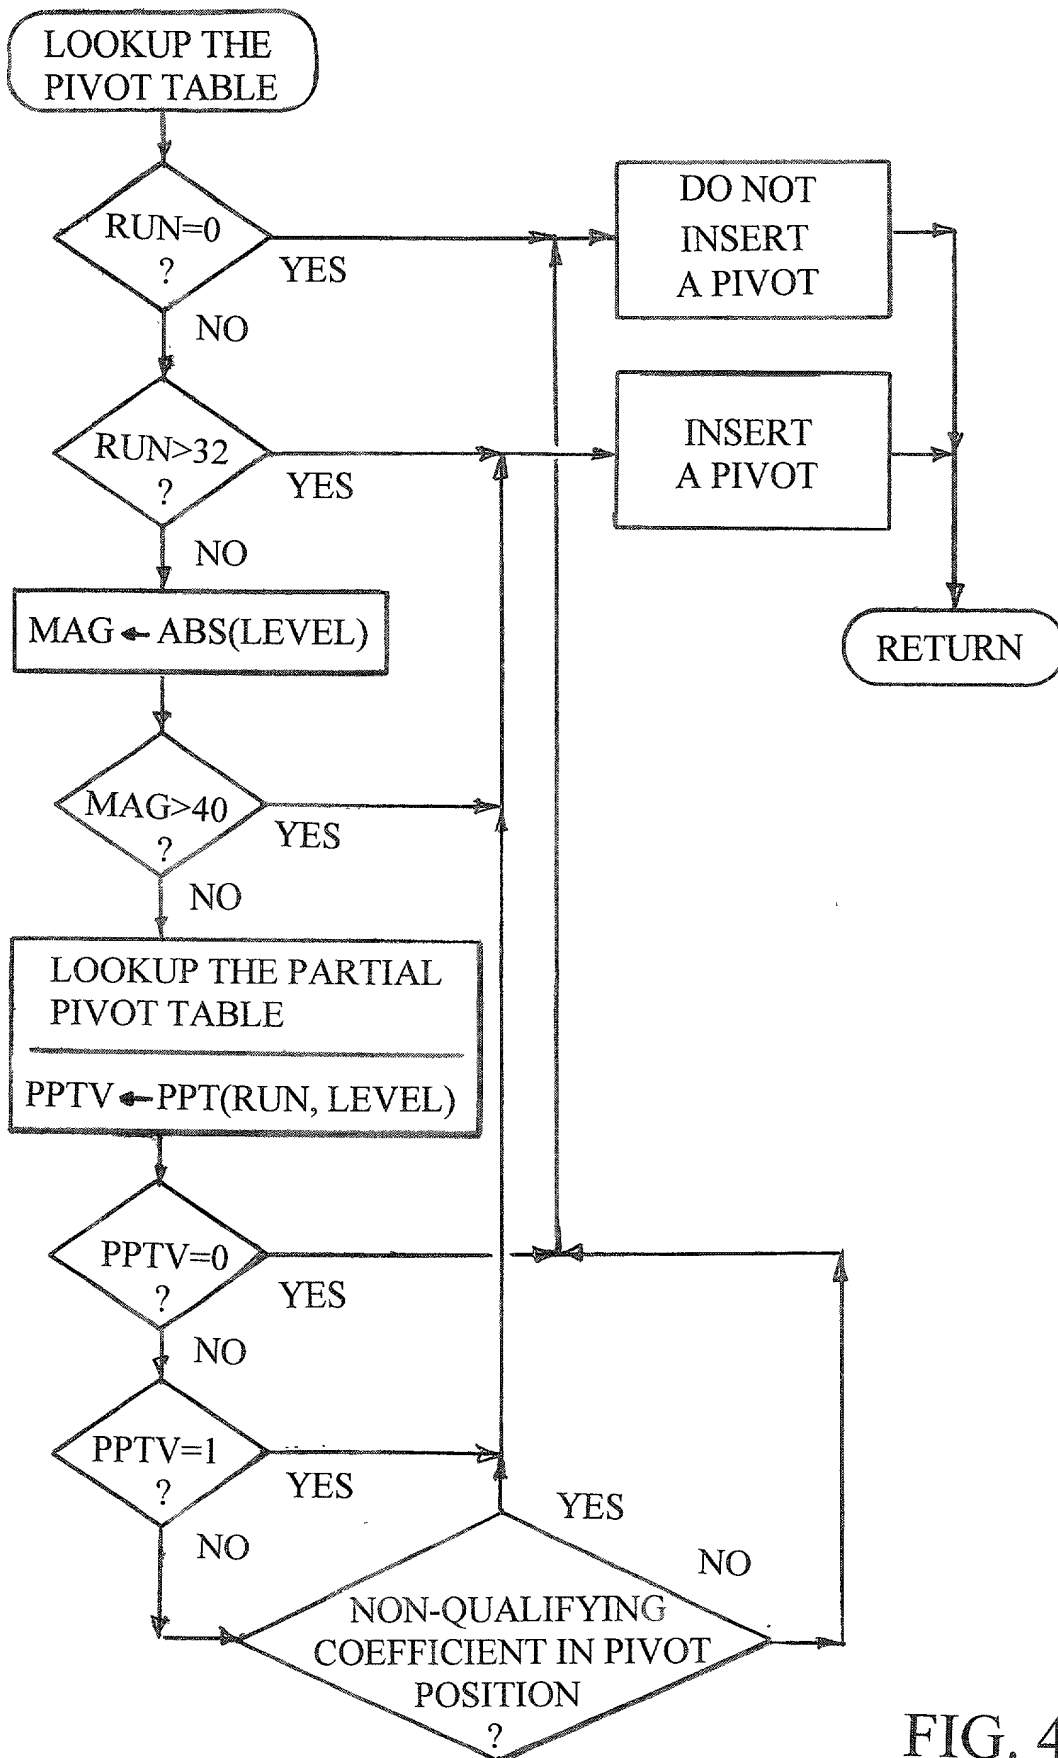 LOOKUP THE
PIVOT TABLE
RUN=0
?
YES
NO
DO NOT
INSERT
A PIVOT
RUN>32
?
YES
NO
INSERT
A PIVOT
MAG ← ABS(LEVEL)
RETURN
MAG>40
?
YES
NO
LOOKUP THE PARTIAL
PIVOT TABLE
PPTV ← PPT(RUN, LEVEL)
PPTV=0
?
YES
NO
PPTV=1
?
YES
NO
YES
NO
NON-QUALIFYING
COEFFICIENT IN PIVOT
POSITION
?
FIG. 4